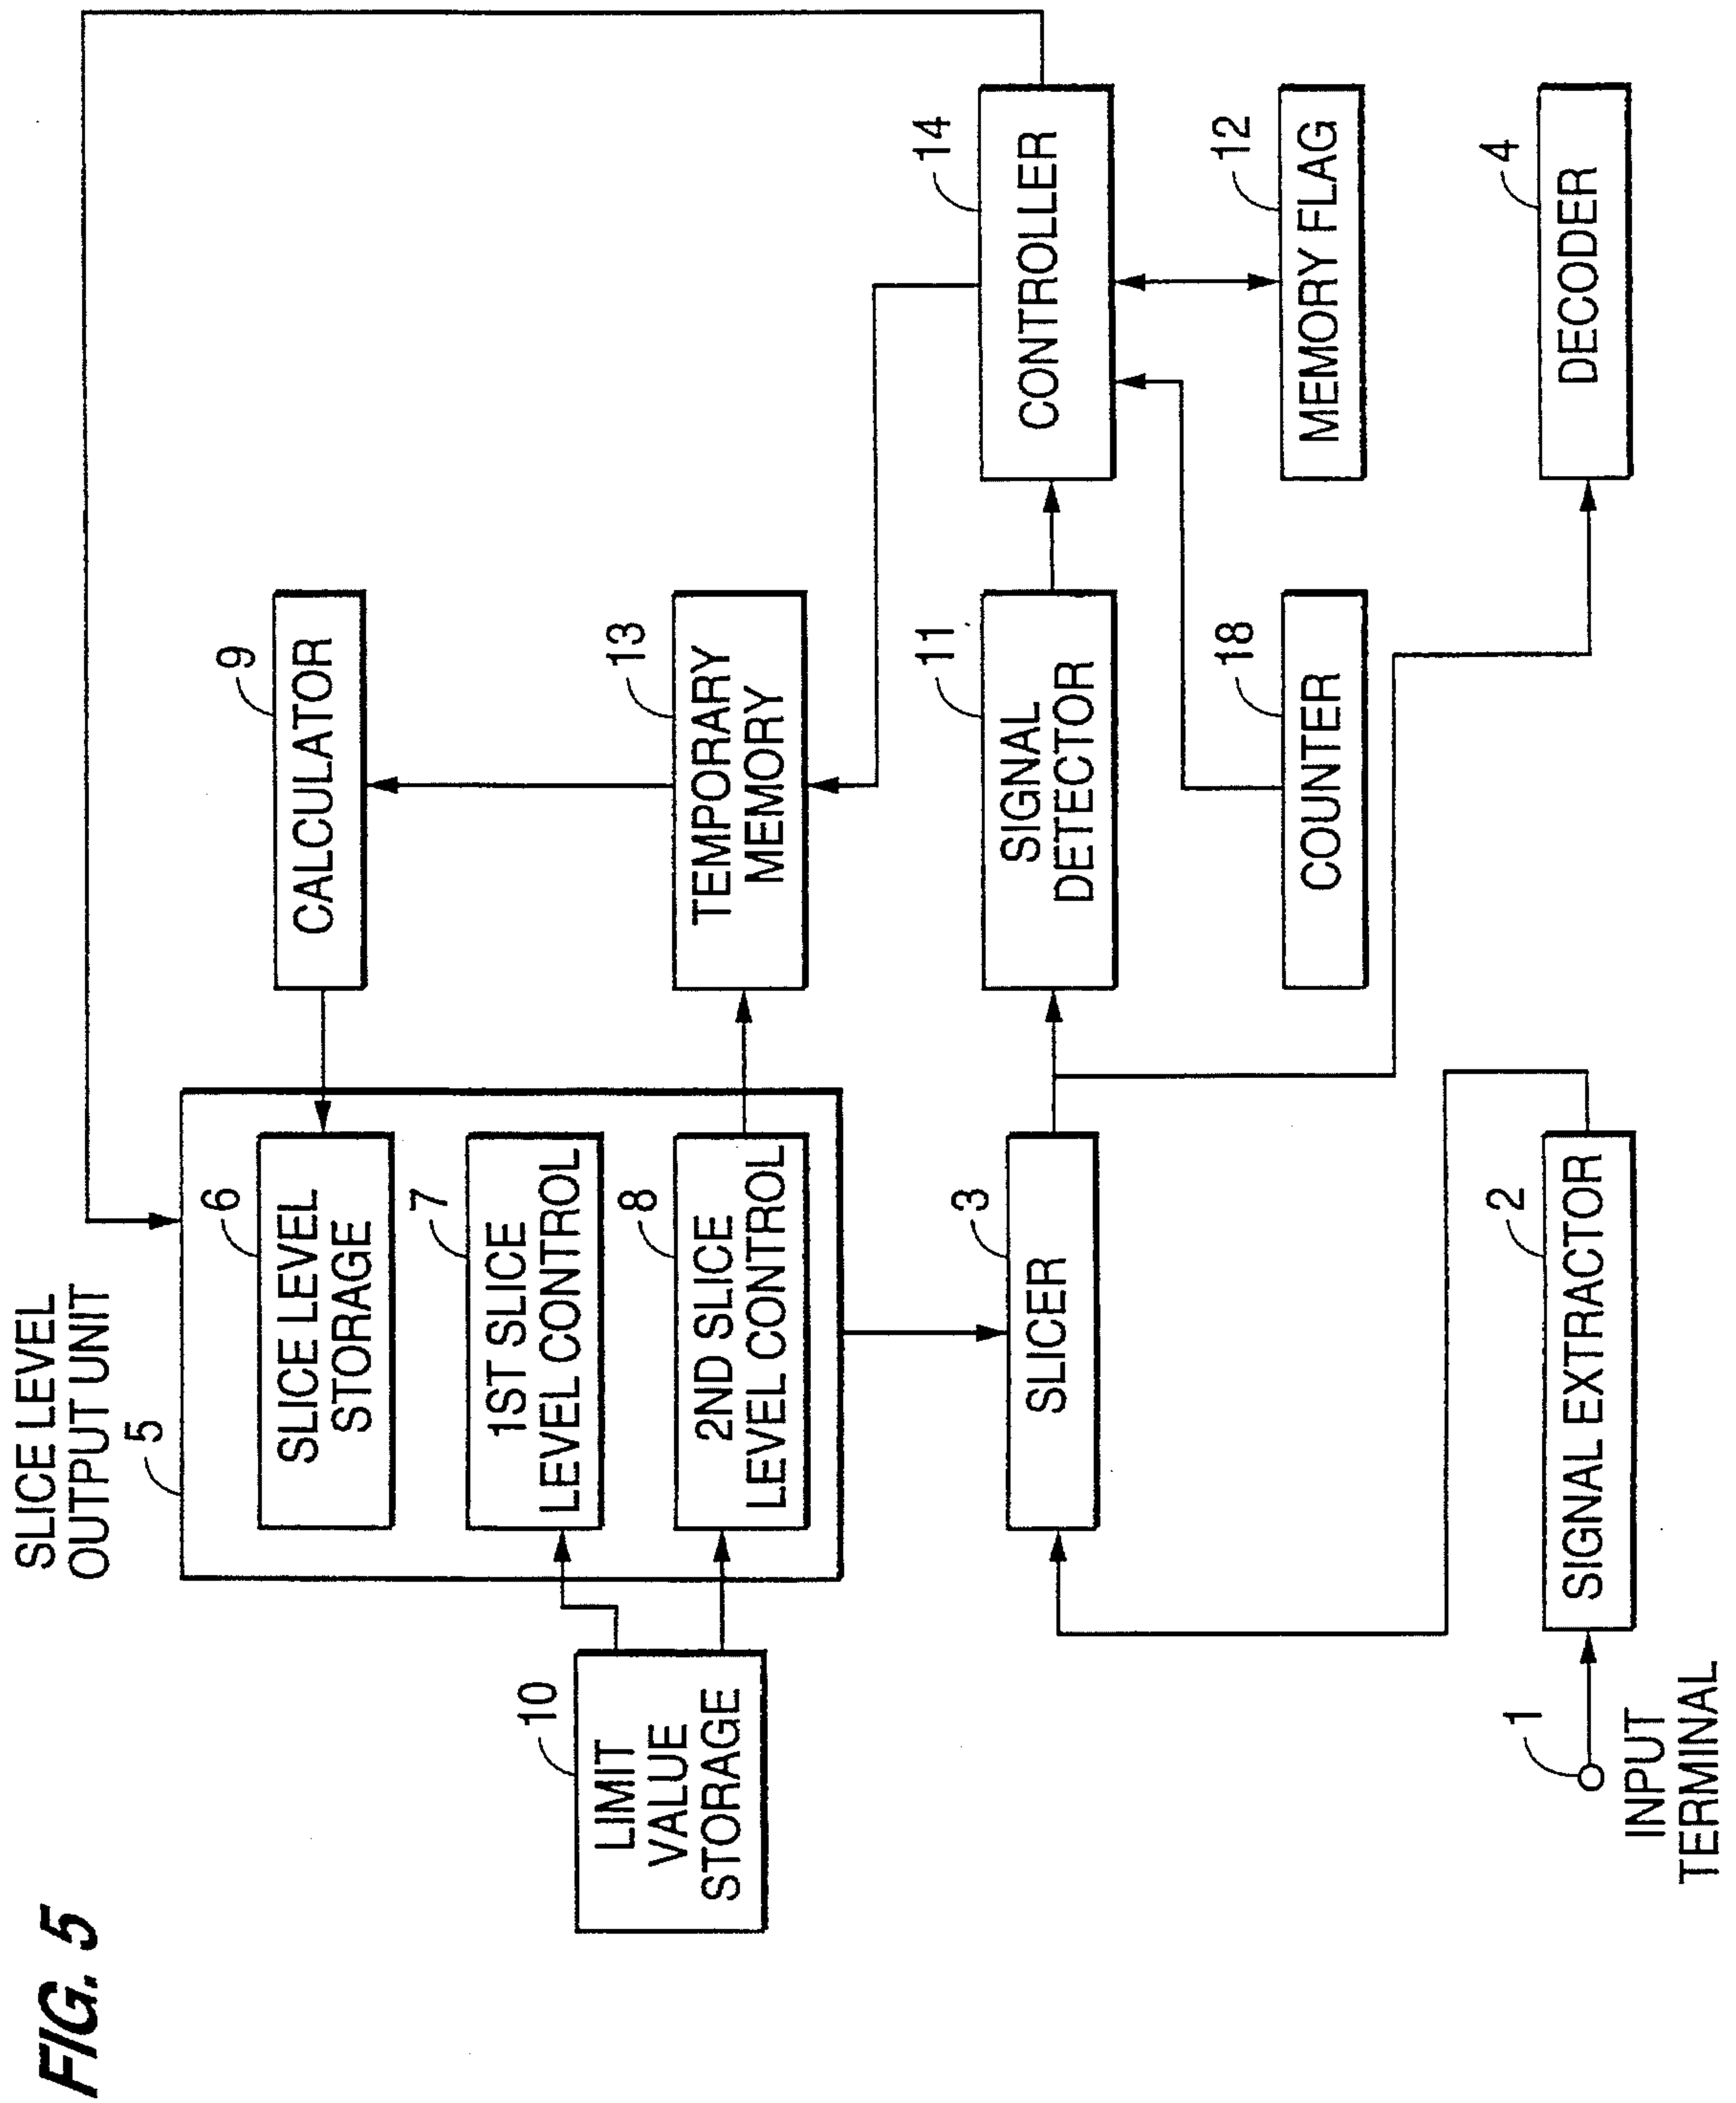 FIG. 5
SLICE LEVEL
OUTPUT UNIT
5
6
SLICE LEVEL
STORAGE
7
1ST SLICE
LEVEL CONTROL
8
2ND SLICE
LEVEL CONTROL
9
CALCULATOR
10
LIMIT
VALUE
STORAGE
13
TEMPORARY
MEMORY
3
SLICER
11
SIGNAL
DETECTOR
14
CONTROLLER
18
COUNTER
12
MEMORY FLAG
1
INPUT
TERMINAL
2
SIGNAL EXTRACTOR
4
DECODER